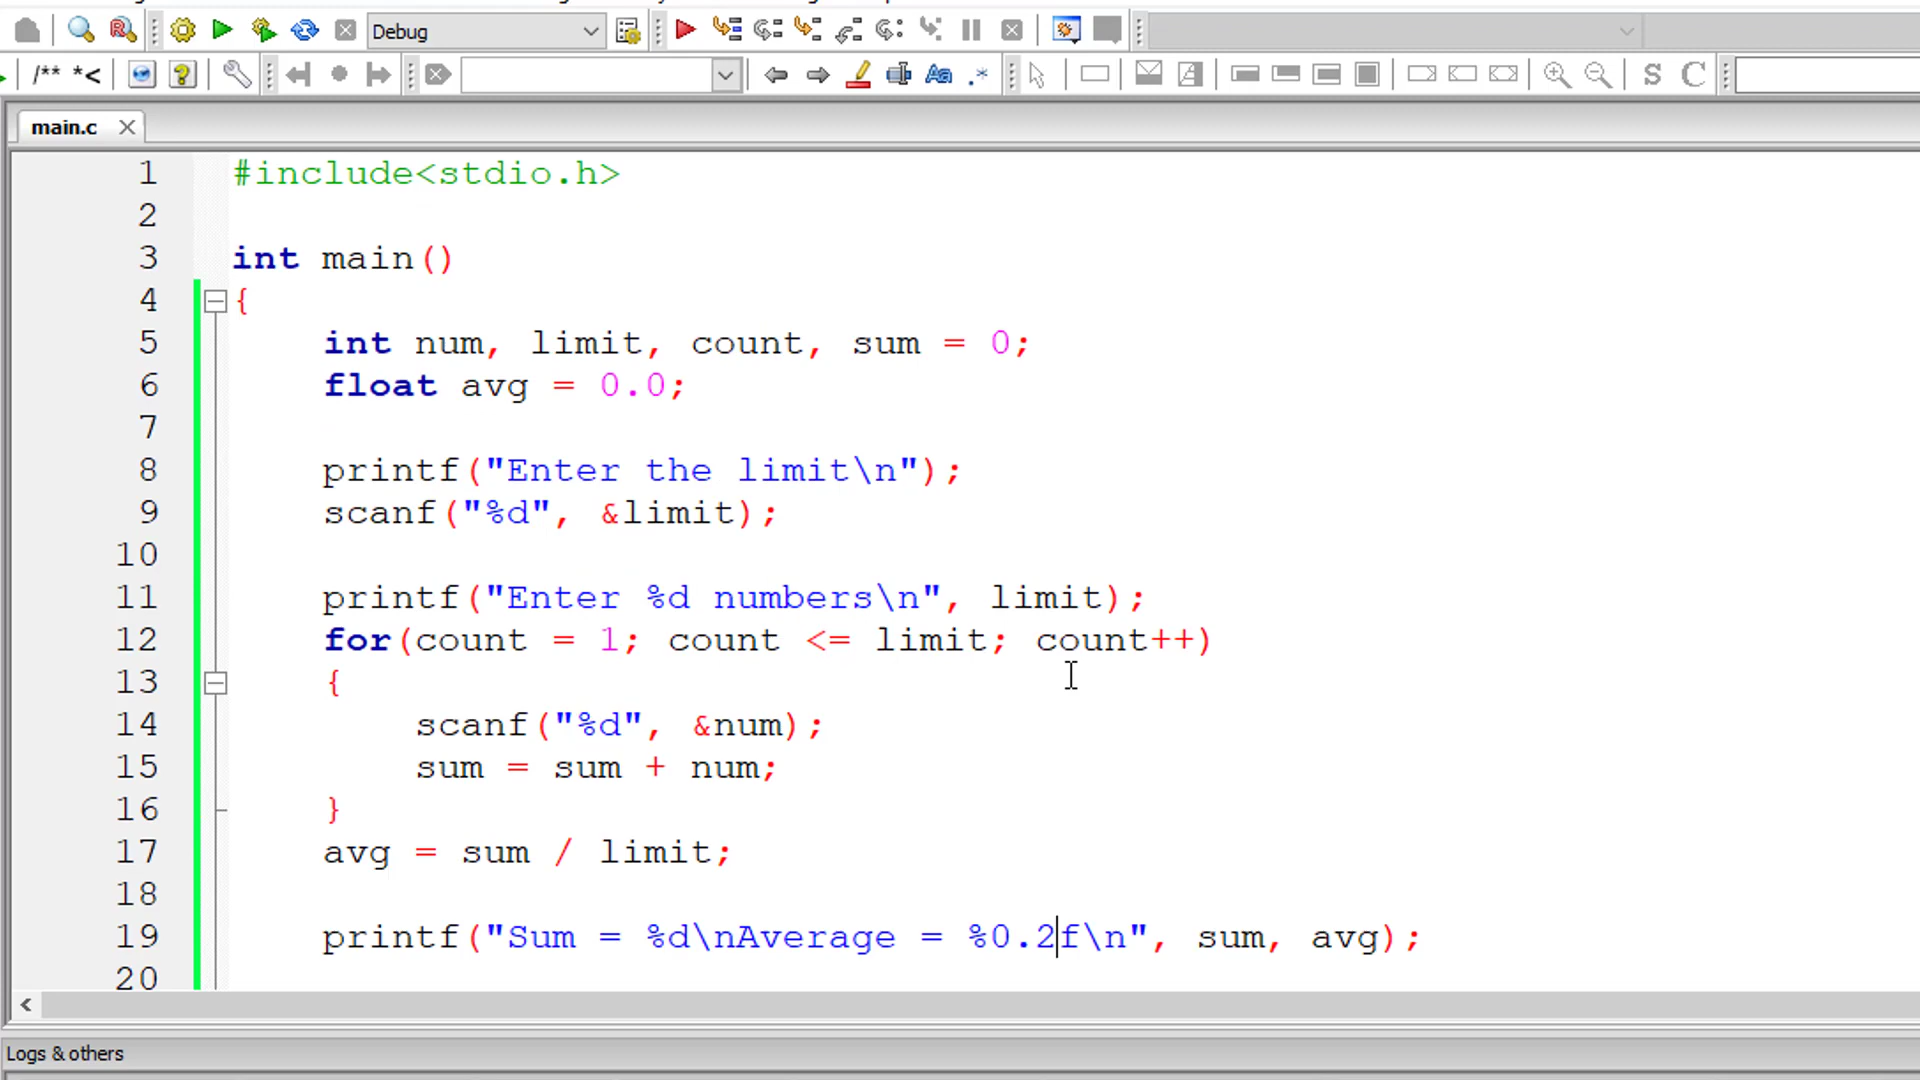 Debug
/** *<
Aa .*
S C
main.c
1 #include<stdio.h>
2
3 int main()
4 {
5 int num, limit, count, sum = 0;
6 float avg = 0.0;
7
8 printf("Enter the limit\n");
9 scanf("%d", &limit);
10
11 printf("Enter %d numbers\n", limit);
12 for(count = 1; count <= limit; count++)
13 {
14 scanf("%d", &num);
15 sum = sum + num;
16 }
17 avg = sum / limit;
18
19 printf("Sum = %d\nAverage = %0.2f\n", sum, avg);
20
Logs & others